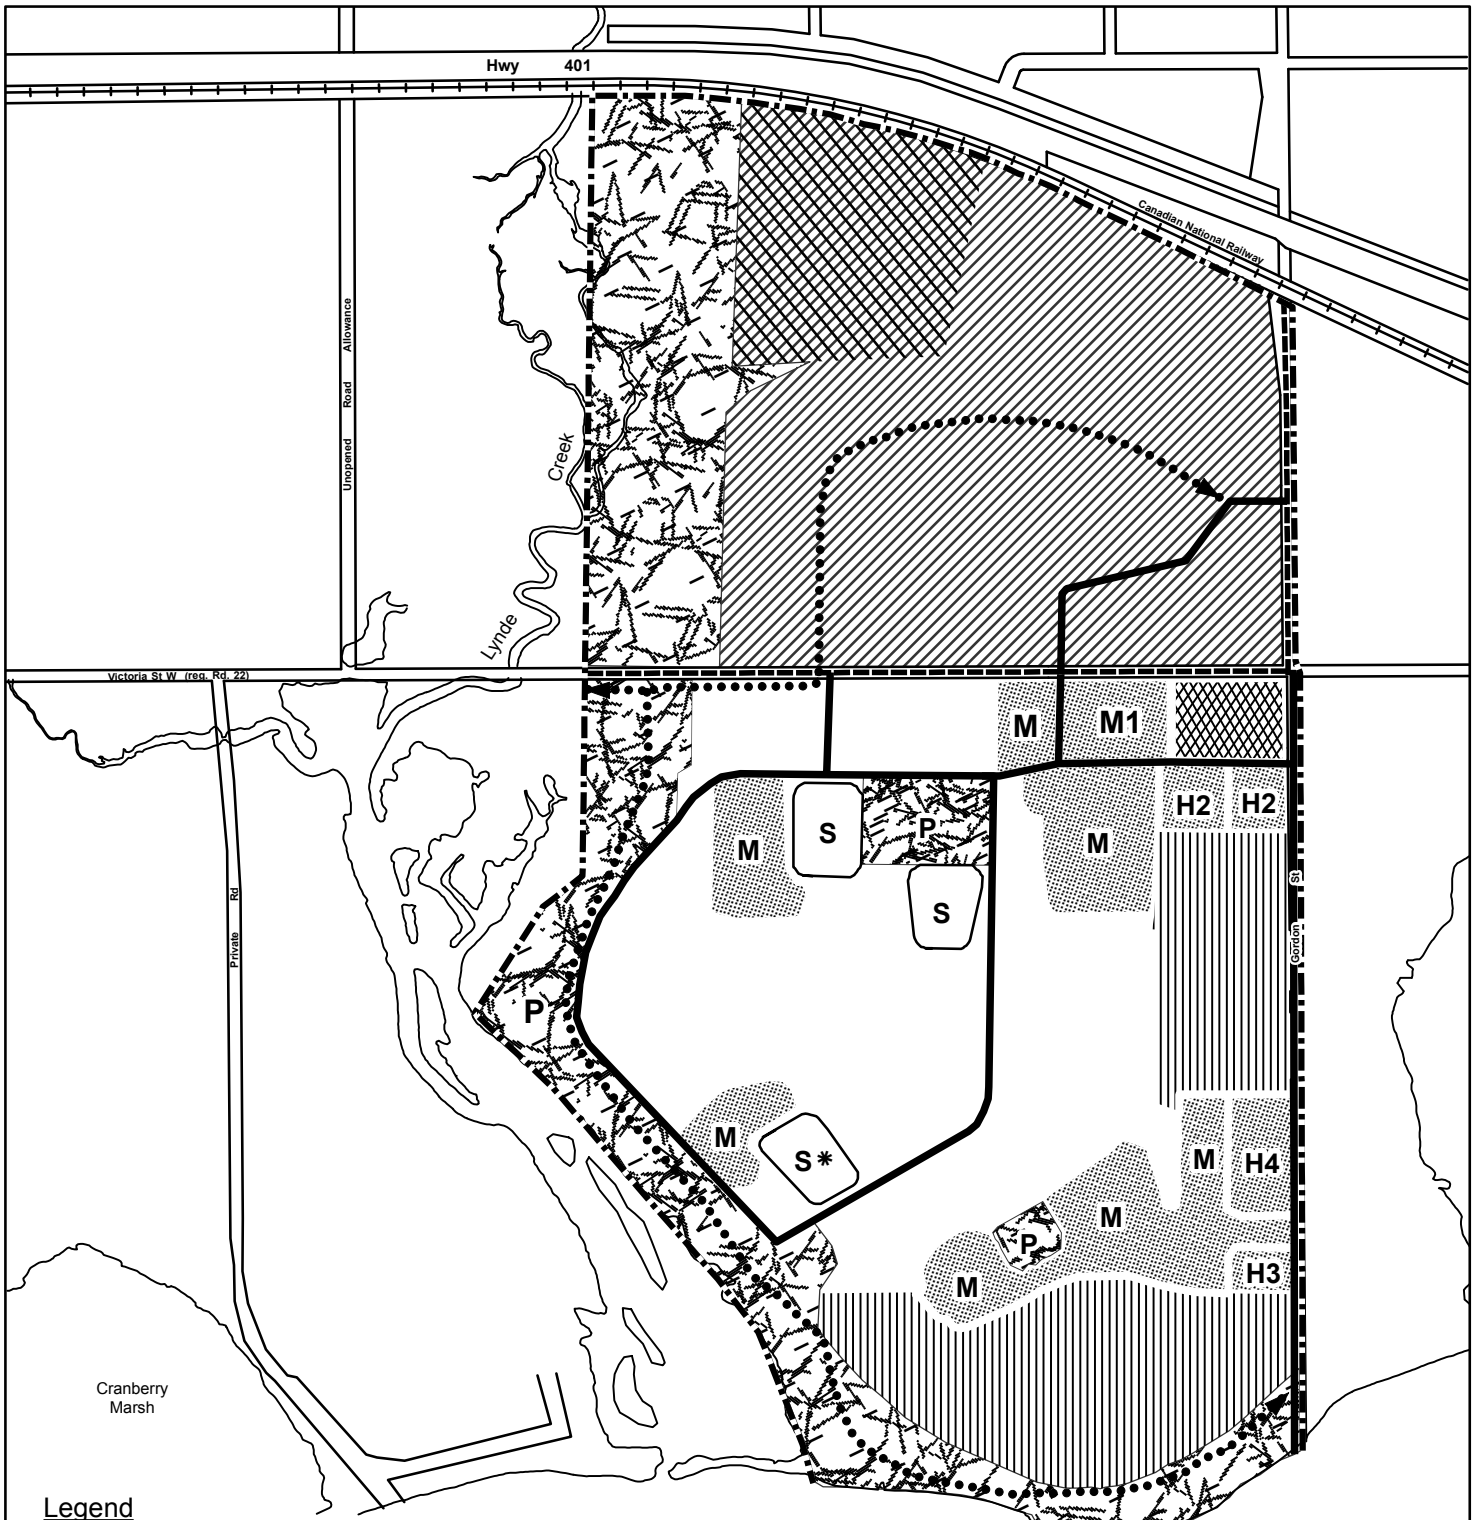 Hwy 401
Canadian National Railway
Unopened Road Allowance
Creek
Lynde
Victoria St W (reg. Rd. 22)
M
M1
H2
H2
S
P
M
M
S
Gordon St
Private Rd
P
M
S*
M
H4
M
P
H3
M
Cranberry
Marsh
Legend